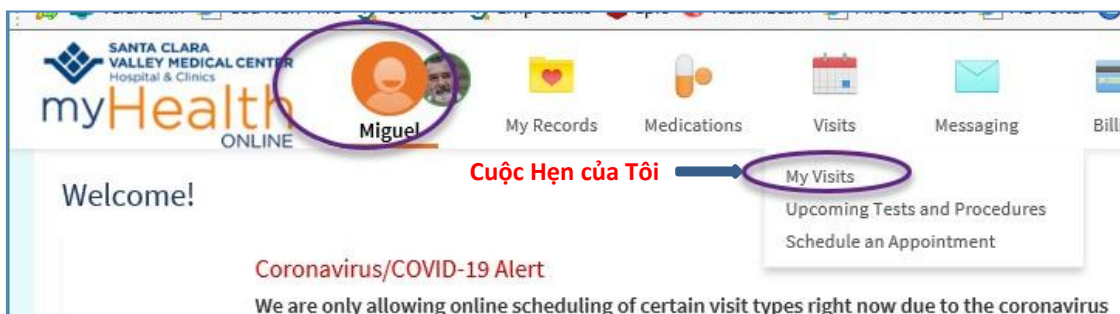 SANTA CLARA
VALLEY MEDICAL CENTER
Hospital & Clinics
myHealth
ONLINE
Miguel
My Records
Medications
Visits
Messaging
Cuộc Hẹn của Tôi
My Visits
Upcoming Tests and Procedures
Schedule an Appointment
Welcome!
Coronavirus/COVID-19 Alert
We are only allowing online scheduling of certain visit types right now due to the coronavirus